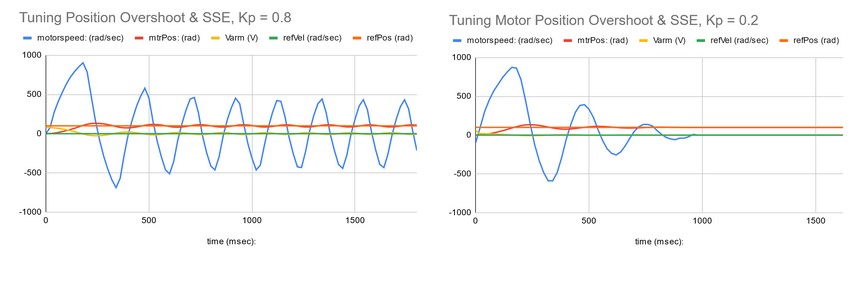 Tuning Position Overshoot & SSE, Kp = 0.8
motorspeed: (rad/sec) mtrPos: (rad) Varm (V) refVel (rad/sec) refPos (rad)
1000
500
0
-500
-1000
0 500 1000 1500
time (msec):
Tuning Motor Position Overshoot & SSE, Kp = 0.2
motorspeed: (rad/sec) mtrPos: (rad) Varm (V) refVel (rad/sec) refPos (rad)
1000
500
0
-500
-1000
0 500 1000 1500
time (msec):